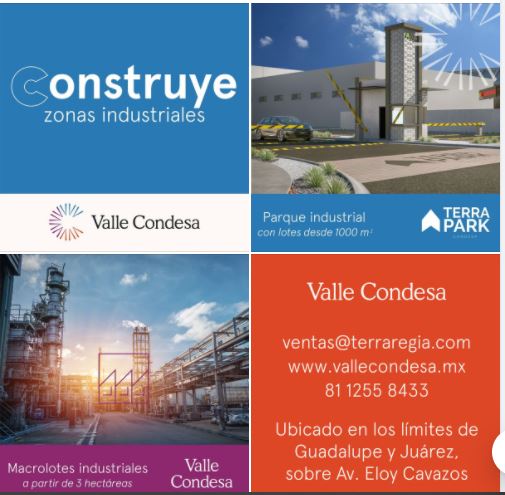 Construye
zonas industriales
Valle Condesa
Parque industrial
con lotes desde 1000 m²
TERRA
PARK
Macrolotes industriales
a partir de 3 hectáreas
Valle
Condesa
Valle Condesa
ventas@terraregia.com
www.vallecondesa.mx
81 1255 8433
Ubicado en los límites de
Guadalupe y Juárez,
sobre Av. Eloy Cavazos